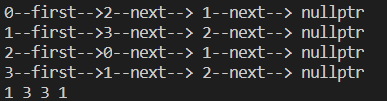 0--first-->2--next--> 1--next--> nullptr
1--first-->3--next--> 2--next--> nullptr
2--first-->0--next--> 1--next--> nullptr
3--first-->1--next--> 2--next--> nullptr
1 3 3 1